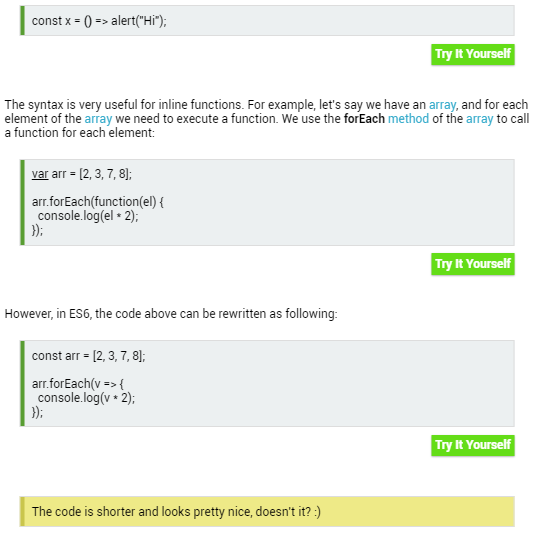 const x = () => alert("Hi");
Try It Yourself
The syntax is very useful for inline functions. For example, let's say we have an array, and for each
element of the array we need to execute a function. We use the forEach method of the array to call
a function for each element:
var arr = [2, 3, 7, 8];
arr.forEach(function(el) {
console.log(el * 2);
});
Try It Yourself
However, in ES6, the code above can be rewritten as following:
const arr = [2, 3, 7, 8];
arr.forEach(v => {
console.log(v * 2);
});
Try It Yourself
The code is shorter and looks pretty nice, doesn't it? :)